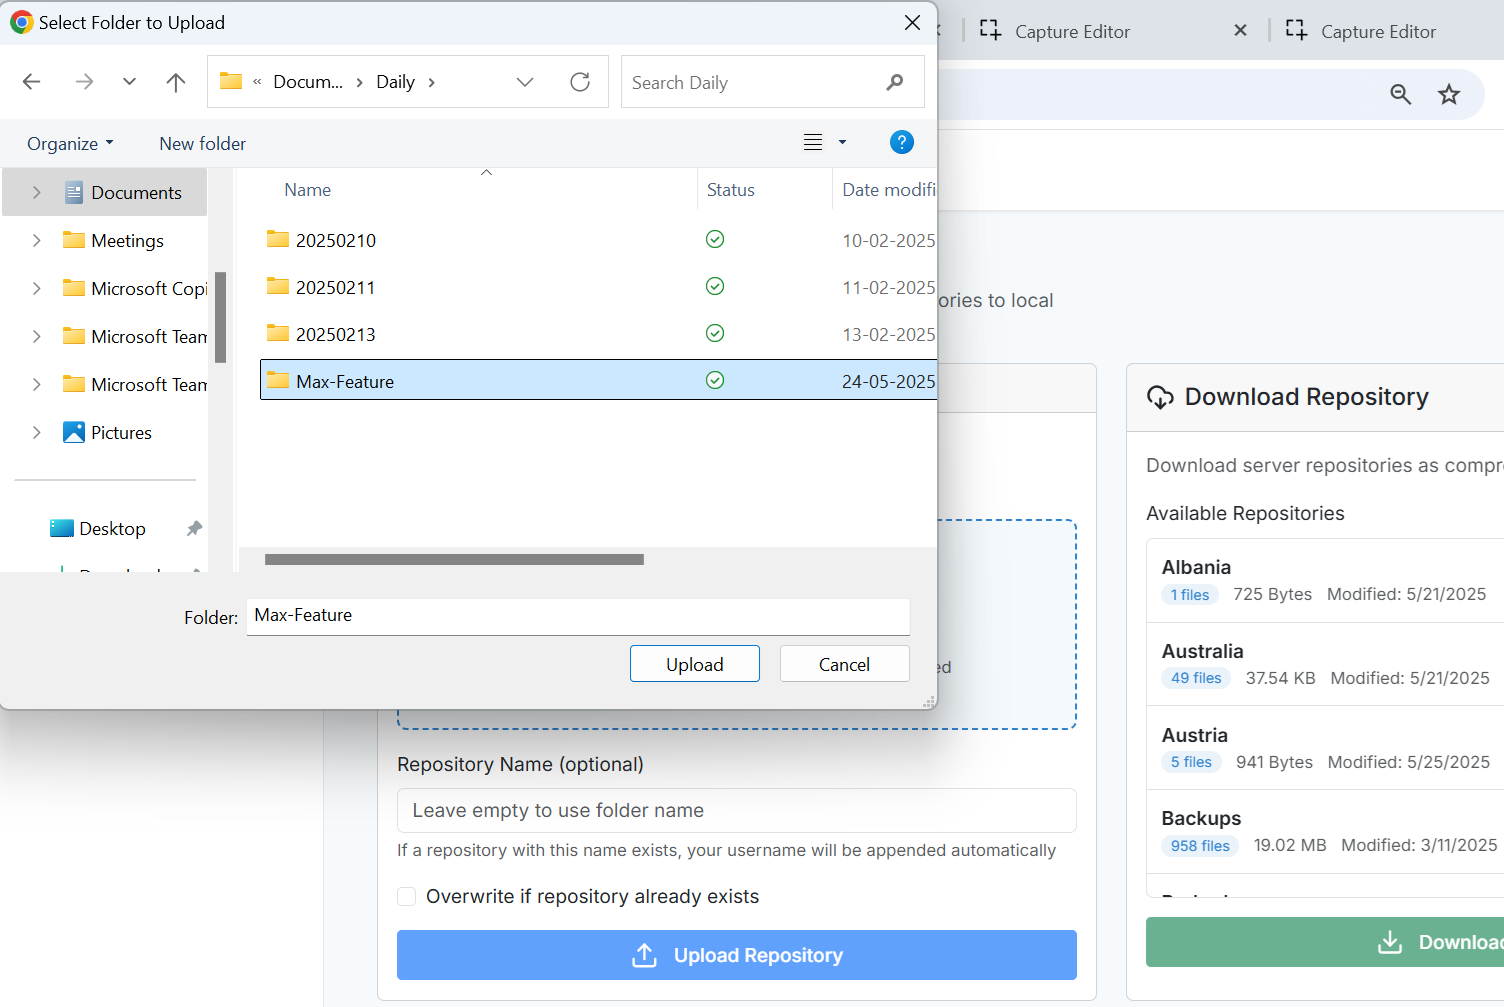 Select Folder to Upload
Capture Editor
Capture Editor
« Docum... > Daily >
Search Daily
Organize
New folder
?
Documents
Meetings
Microsoft Copi
Microsoft Team
Microsoft Team
Pictures
Desktop
Name Status Date modifi
20250210 10-02-2025
20250211 11-02-2025
20250213 13-02-2025
Max-Feature 24-05-2025
Folder: Max-Feature
Upload Cancel
ories to local
ed
Repository Name (optional)
Leave empty to use folder name
If a repository with this name exists, your username will be appended automatically
Overwrite if repository already exists
Upload Repository
Download Repository
Download server repositories as compr
Available Repositories
Albania
1 files 725 Bytes Modified: 5/21/2025
Australia
49 files 37.54 KB Modified: 5/21/2025
Austria
5 files 941 Bytes Modified: 5/25/2025
Backups
958 files 19.02 MB Modified: 3/11/2025
Downloa